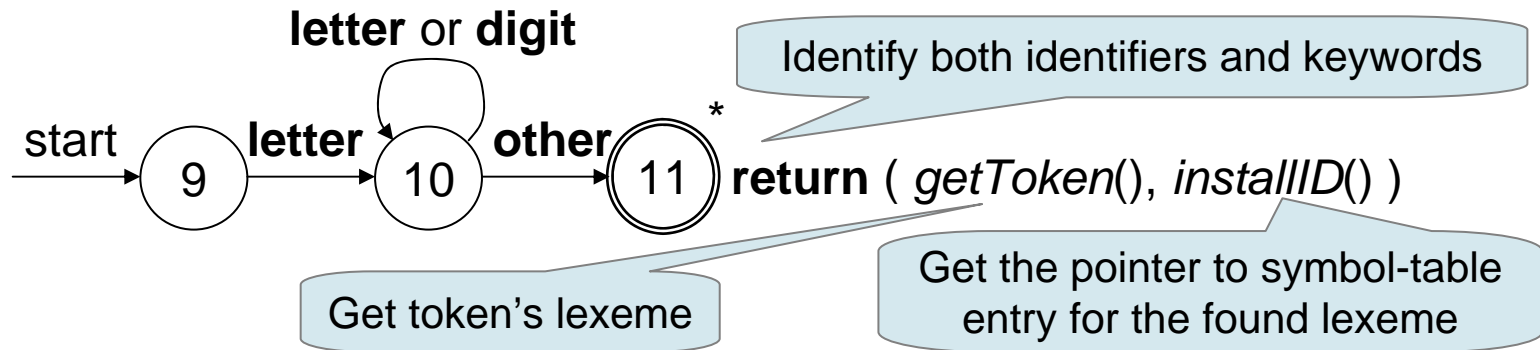 letter or digit
Identify both identifiers and keywords
start
letter
other
*
9
10
11
return ( getToken(), installID() )
Get token’s lexeme
Get the pointer to symbol-table
entry for the found lexeme